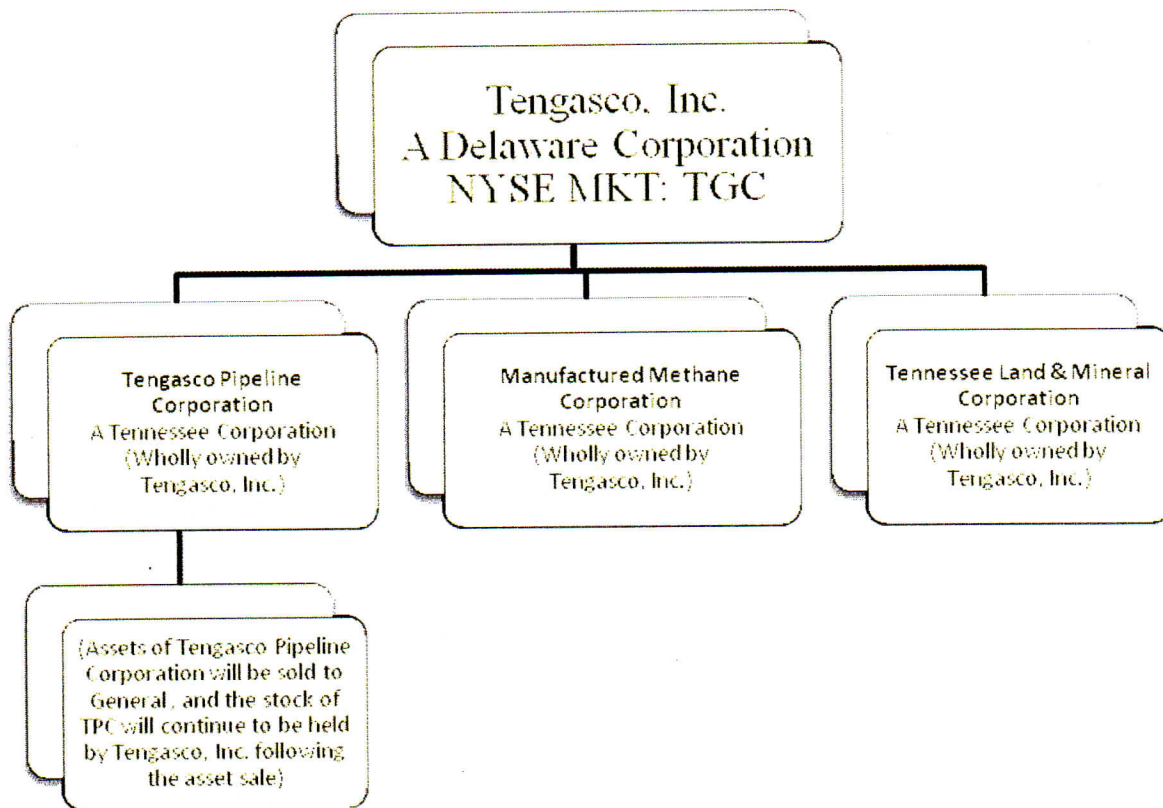 Tengasco, Inc.
A Delaware Corporation
NYSE MKT: TGC
Tengasco Pipeline
Corporation
A Tennessee Corporation
(Wholly owned by
Tengasco, Inc.)
Manufactured Methane
Corporation
A Tennessee Corporation
(Wholly owned by
Tengasco, Inc.)
Tennessee Land & Mineral
Corporation
A Tennessee Corporation
(Wholly owned by
Tengasco, Inc.)
(Assets of Tengasco Pipeline
Corporation will be sold to
General, and the stock of
TPC will continue to be held
by Tengasco, Inc. following
the asset sale)